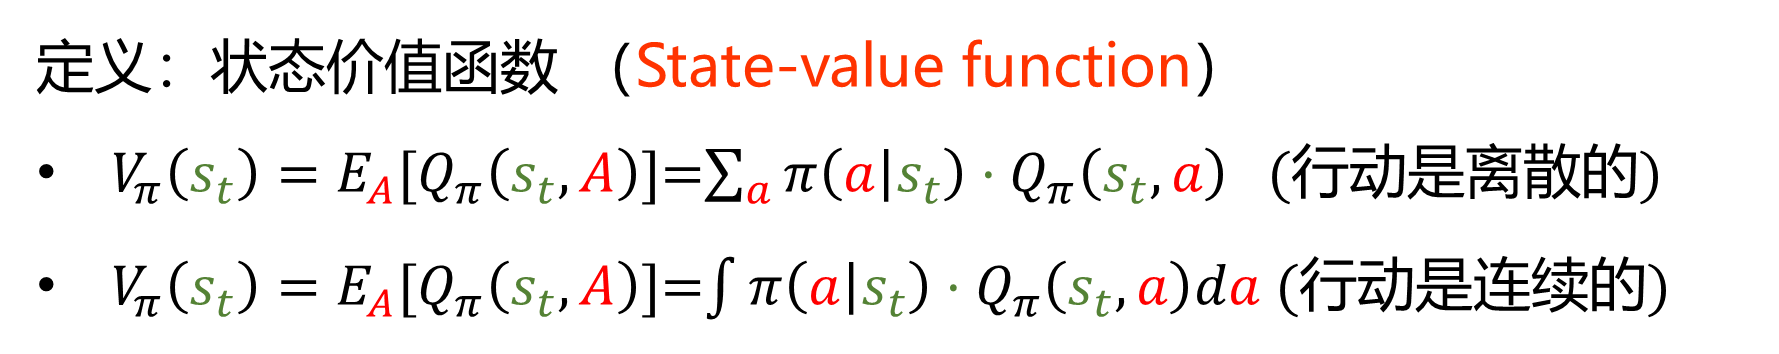 定义：状态价值函数 （State-value function）
• V_π(s_t) = E_A[Q_π(s_t, A)]=∑_a π(a|s_t) · Q_π(s_t, a) (行动是离散的)
• V_π(s_t) = E_A[Q_π(s_t, A)]=∫ π(a|s_t) · Q_π(s_t, a)da (行动是连续的)